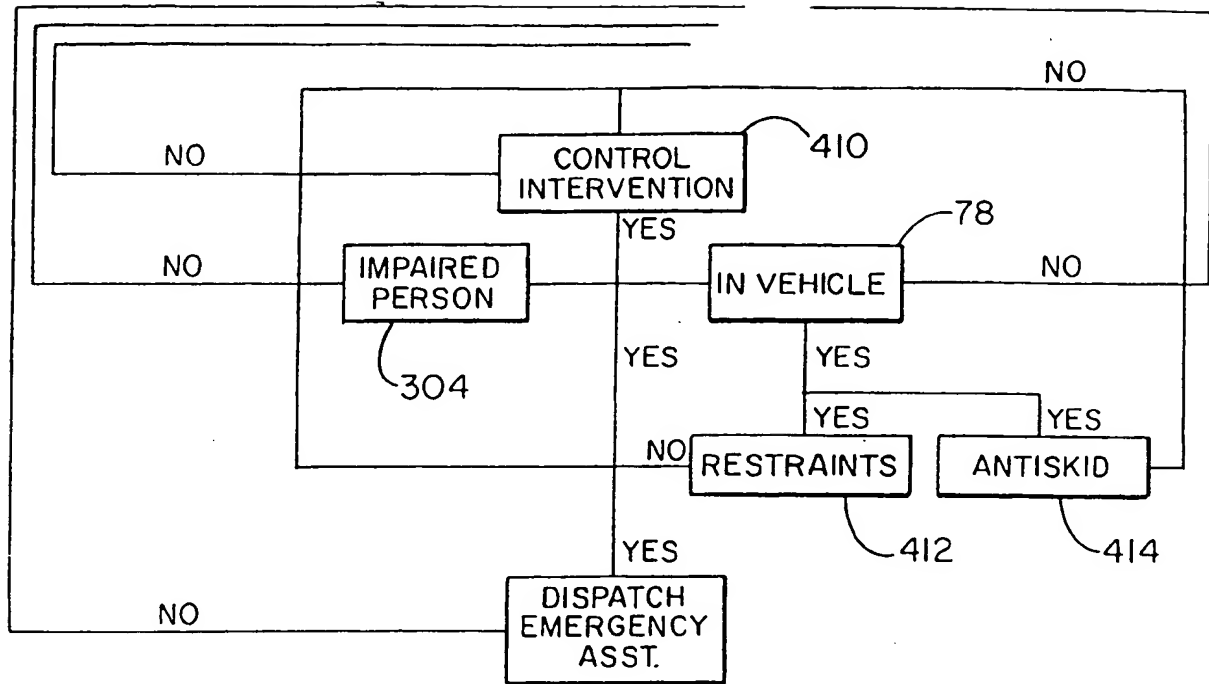 NO
410
NO
CONTROL
INTERVENTION
YES
78
NO
IMPAIRED
PERSON
IN VEHICLE
NO
304
YES
YES
YES
YES
NO
RESTRAINTS
ANTISKID
412
414
YES
NO
DISPATCH
EMERGENCY
ASST.